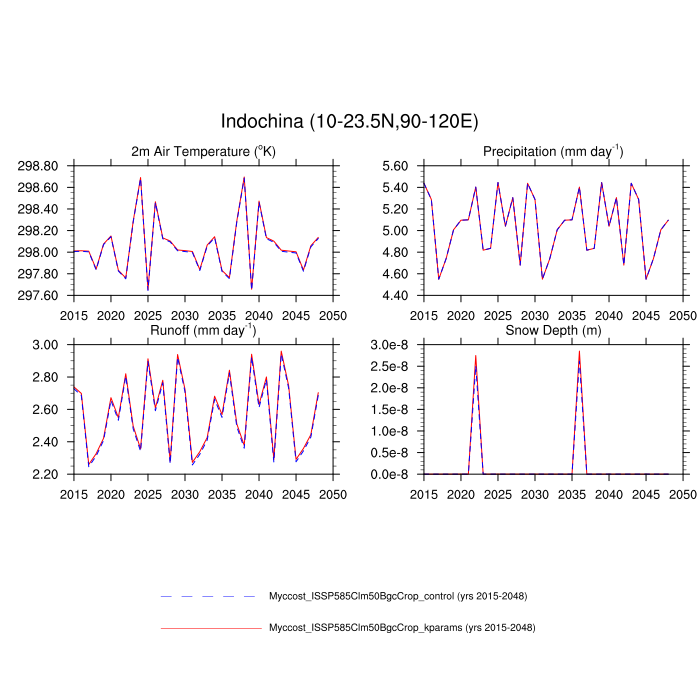 Indochina (10-23.5N,90-120E)
2m Air Temperature (°K)
298.80
298.60
298.40
298.20
298.00
297.80
297.60
2015 2020 2025 2030 2035 2040 2045 2050
Precipitation (mm day⁻¹)
5.60
5.40
5.20
5.00
4.80
4.60
4.40
2015 2020 2025 2030 2035 2040 2045 2050
Runoff (mm day⁻¹)
3.00
2.80
2.60
2.40
2.20
2015 2020 2025 2030 2035 2040 2045 2050
Snow Depth (m)
3.0e-8
2.5e-8
2.0e-8
1.5e-8
1.0e-8
5.0e-9
0.0e-8
2015 2020 2025 2030 2035 2040 2045 2050
Myccost_ISSP585Clm50BgcCrop_control (yrs 2015-2048)
Myccost_ISSP585Clm50BgcCrop_kparams (yrs 2015-2048)